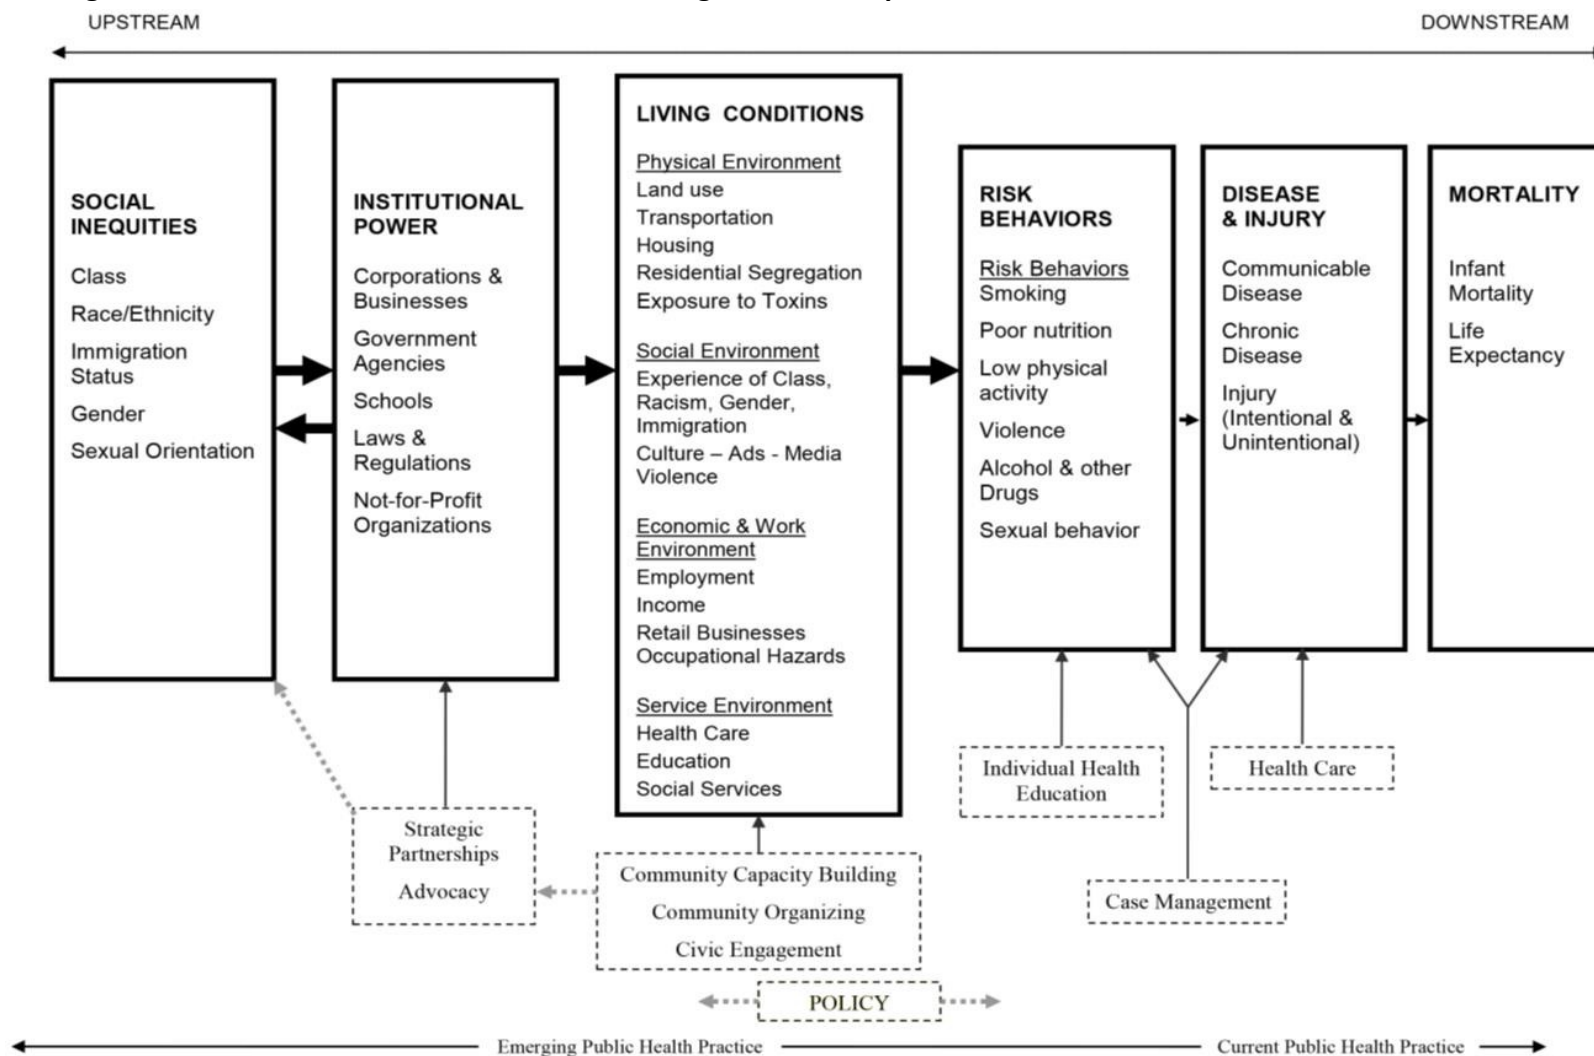 UPSTREAM
DOWNSTREAM
SOCIAL
INEQUITIES
Class
Race/Ethnicity
Immigration
Status
Gender
Sexual Orientation
INSTITUTIONAL
POWER
Corporations &
Businesses
Government
Agencies
Schools
Laws &
Regulations
Not-for-Profit
Organizations
LIVING CONDITIONS
Physical Environment
Land use
Transportation
Housing
Residential Segregation
Exposure to Toxins
Social Environment
Experience of Class,
Racism, Gender,
Immigration
Culture – Ads - Media
Violence
Economic & Work
Environment
Employment
Income
Retail Businesses
Occupational Hazards
Service Environment
Health Care
Education
Social Services
RISK
BEHAVIORS
Risk Behaviors
Smoking
Poor nutrition
Low physical
activity
Violence
Alcohol & other
Drugs
Sexual behavior
DISEASE
& INJURY
Communicable
Disease
Chronic
Disease
Injury
(Intentional &
Unintentional)
MORTALITY
Infant
Mortality
Life
Expectancy
Strategic
Partnerships
Advocacy
Community Capacity Building
Community Organizing
Civic Engagement
Individual Health
Education
Health Care
Case Management
POLICY
Emerging Public Health Practice
Current Public Health Practice